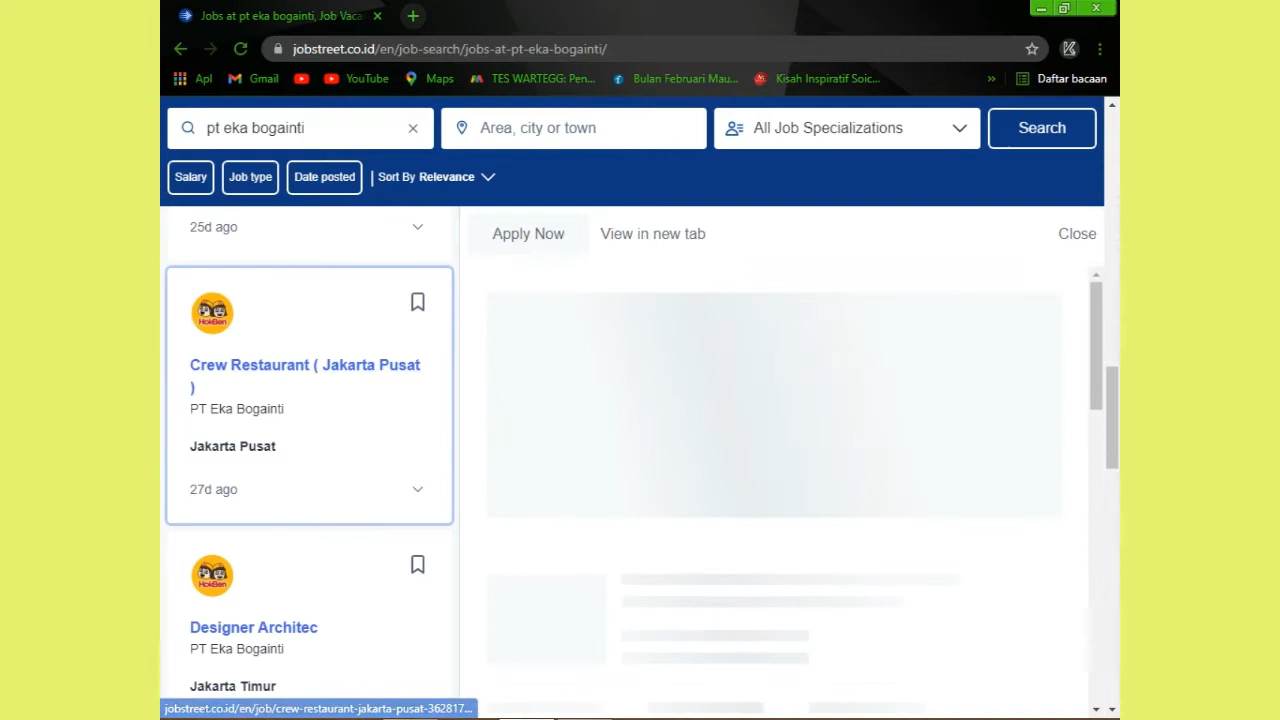 Jobs at pt eka bogainti, Job Vaca
jobstreet.co.id/en/job-search/jobs-at-pt-eka-bogainti/
Apl Gmail YouTube Maps TES WARTEGG: Pen... Bulan Februari Mau... Kisah Inspiratif Soic... » Daftar bacaan
pt eka bogainti Area, city or town All Job Specializations Search
Salary Job type Date posted | Sort By Relevance
25d ago
Apply Now View in new tab Close
HokBen
Crew Restaurant ( Jakarta Pusat
)
PT Eka Bogainti
Jakarta Pusat
27d ago
HokBen
Designer Architec
PT Eka Bogainti
Jakarta Timur
jobstreet.co.id/en/job/crew-restaurant-jakarta-pusat-362817...